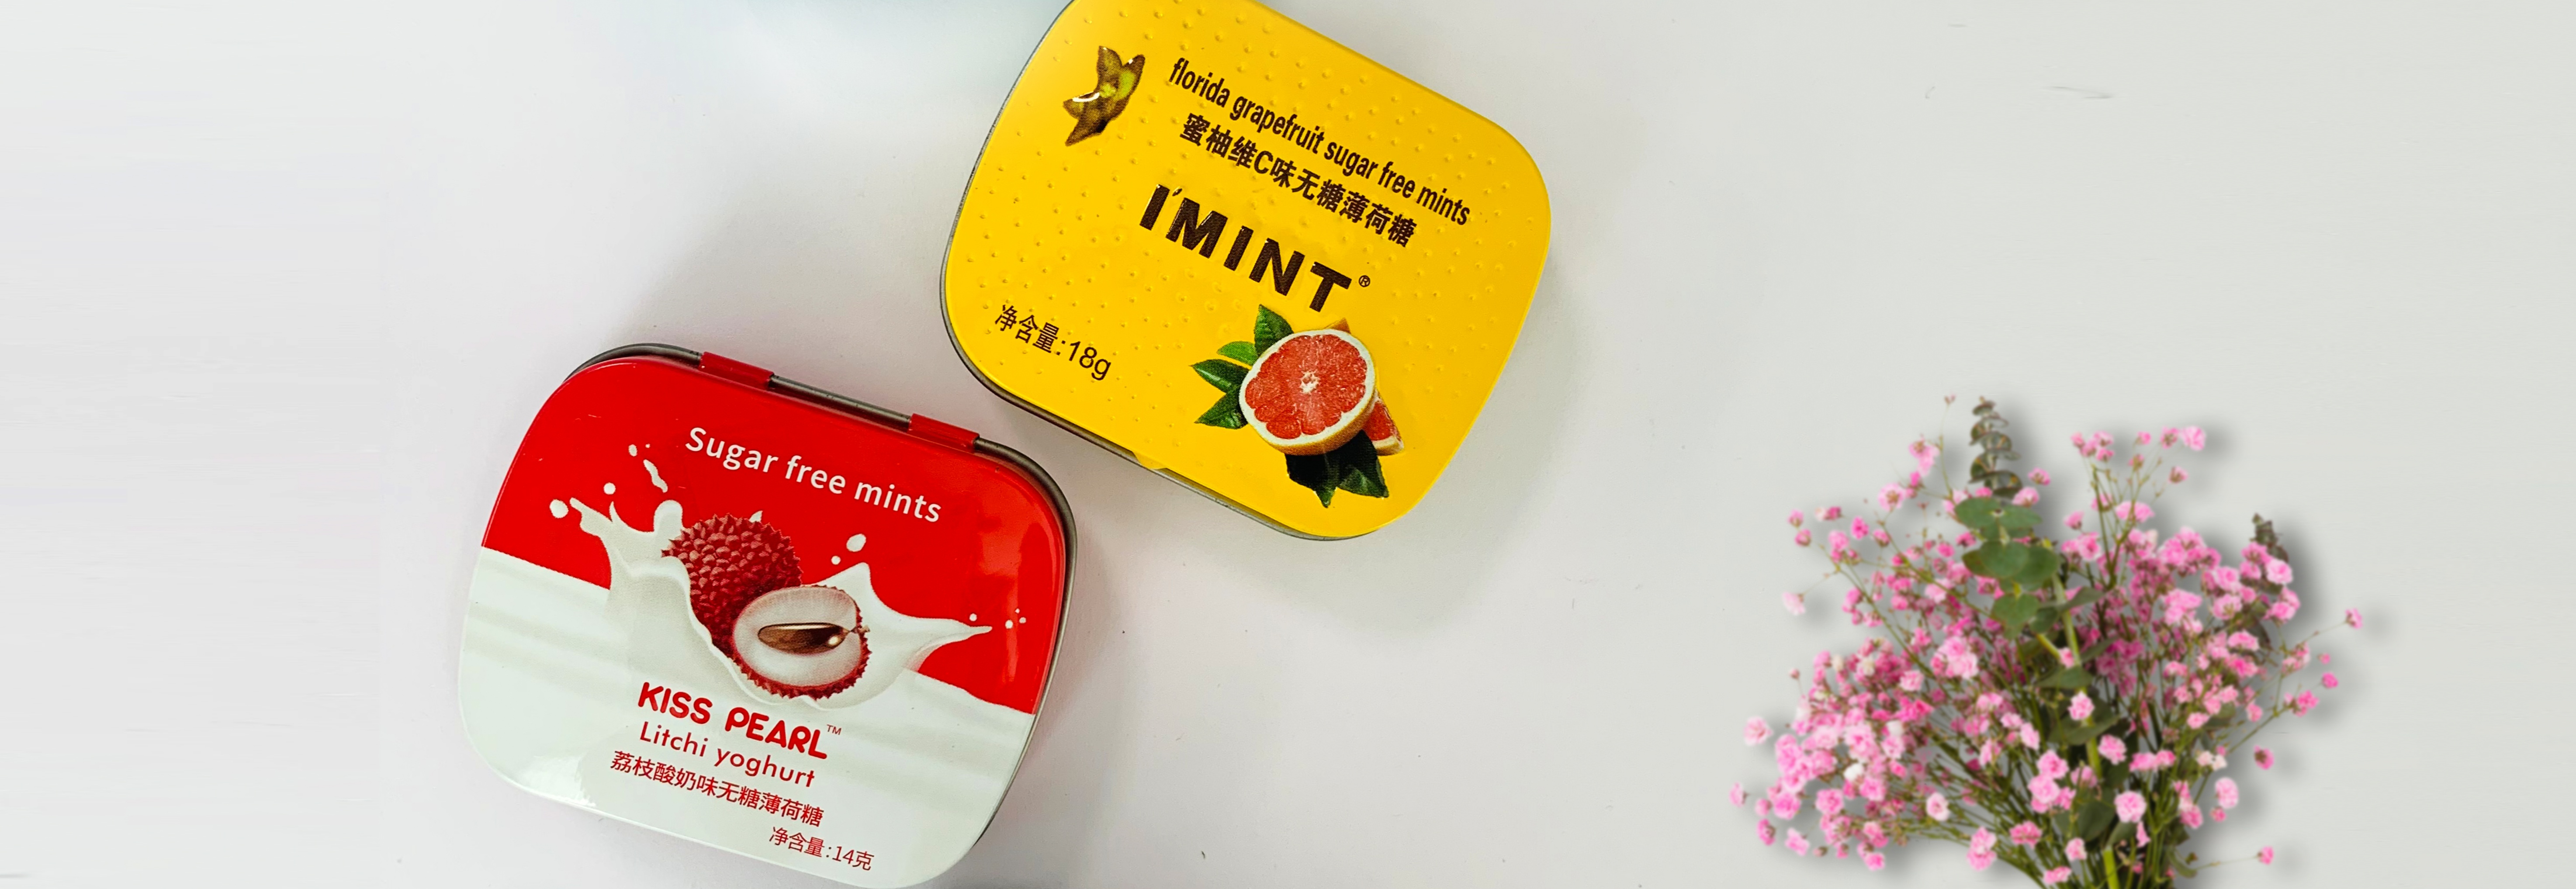 florida grapefruit sugar free mints
蜜柚维C味无糖薄荷糖
I'MINT®
净含量:18g
Sugar free mints
KISS PEARL™
Litchi yoghurt
荔枝酸奶味无糖薄荷糖
净含量:14克